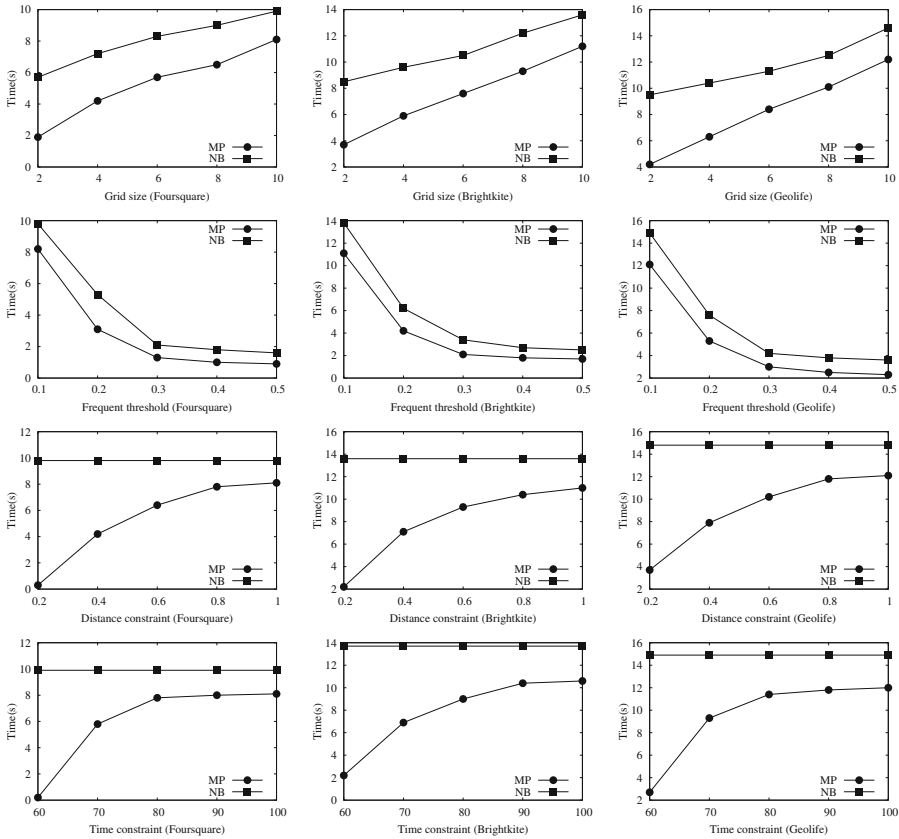 10
8
6
4
2
0
Time(s)
MP
NB
2 4 6 8 10
Grid size (Foursquare)
14
12
10
8
6
4
2
Time(s)
MP
NB
2 4 6 8 10
Grid size (Brightkite)
16
14
12
10
8
6
4
Time(s)
MP
NB
2 4 6 8 10
Grid size (Geolife)
10
8
6
4
2
0
Time(s)
MP
NB
0.1 0.2 0.3 0.4 0.5
Frequent threshold (Foursquare)
14
12
10
8
6
4
2
0
Time(s)
MP
NB
0.1 0.2 0.3 0.4 0.5
Frequent threshold (Brightkite)
16
14
12
10
8
6
4
2
Time(s)
MP
NB
0.1 0.2 0.3 0.4 0.5
Frequent threshold (Geolife)
12
10
8
6
4
2
0
Time(s)
MP
NB
0.2 0.4 0.6 0.8 1
Distance constraint (Foursquare)
16
14
12
10
8
6
4
2
Time(s)
MP
NB
0.2 0.4 0.6 0.8 1
Distance constraint (Brightkite)
16
14
12
10
8
6
4
2
Time(s)
MP
NB
0.2 0.4 0.6 0.8 1
Distance constraint (Geolife)
12
10
8
6
4
2
0
Time(s)
MP
NB
60 70 80 90 100
Time constraint (Foursquare)
14
12
10
8
6
4
2
0
Time(s)
MP
NB
60 70 80 90 100
Time constraint (Brightkite)
16
14
12
10
8
6
4
2
Time(s)
MP
NB
60 70 80 90 100
Time constraint (Geolife)